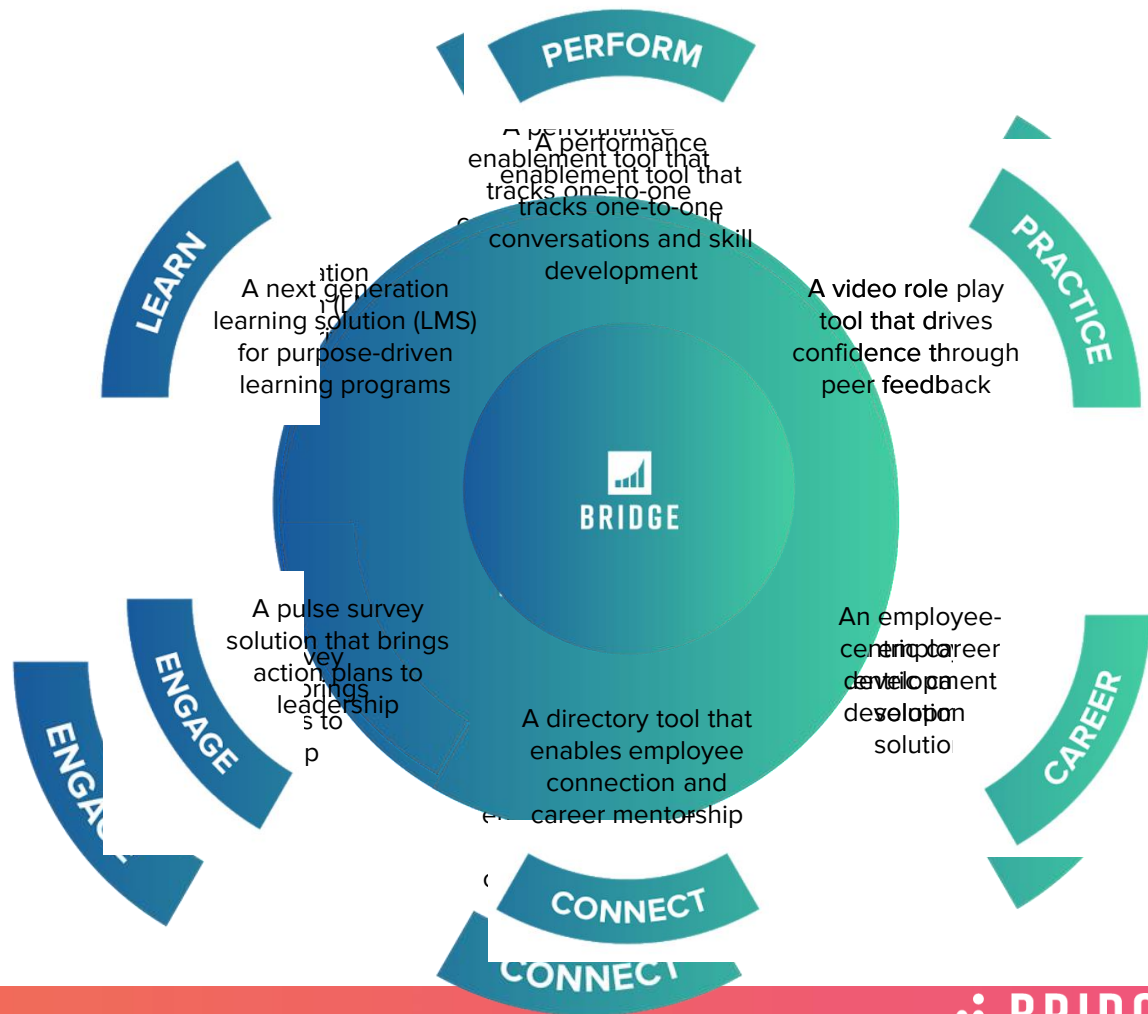 PERFORM
A performance
enablement tool that
tracks one-to-one
conversations and skill
development
LEARN
A next generation
learning solution (LMS)
for purpose-driven
learning programs
PRACTICE
A video role play
tool that drives
confidence through
peer feedback
BRIDGE
ENGAGE
A pulse survey
solution that brings
action plans to
leadership
An employee-
centric career
development
solution
CAREER
ENGAGE
A directory tool that
enables employee
connection and
career mentorship
CONNECT
CONNECT